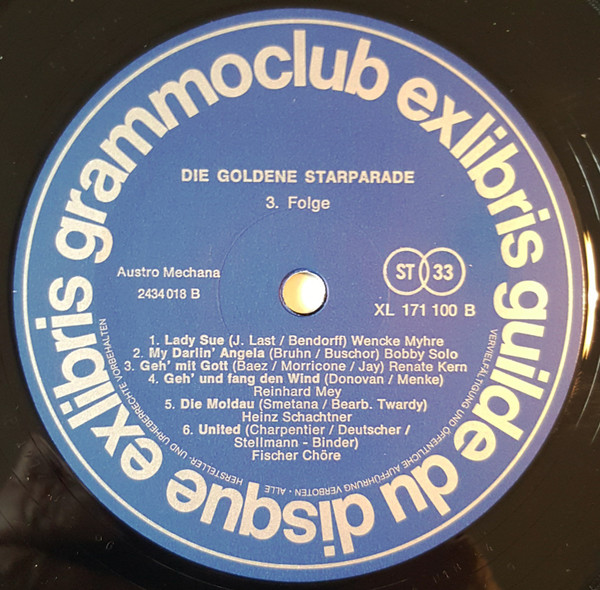 exlibris grammoclub exlibris guilde du disque
DIE GOLDENE STARPARADE
3. Folge
Austro Mechana
2434 018 B
ST 33
XL 171 100 B
1. Lady Sue (J. Last / Bendorff) Wencke Myhre
2. My Darlin' Angela (Bruhn / Buschor) Bobby Solo
3. Geh' mit Gott (Baez / Morricone / Jay) Renate Kern
4. Geh' und fang den Wind (Donovan / Menke)
Reinhard Mey
5. Die Moldau (Smetana / Bearb. Twardy)
Heinz Schachtner
6. United (Charpentier / Deutscher /
Stellmann - Binder)
Fischer Chöre
ALLE HERSTELLER- UND URHEBERRECHTE VORBEHALTEN
VERVIELFÄLTIGUNG UND ÖFFENTLICHE AUFFÜHRUNG VERBOTEN •